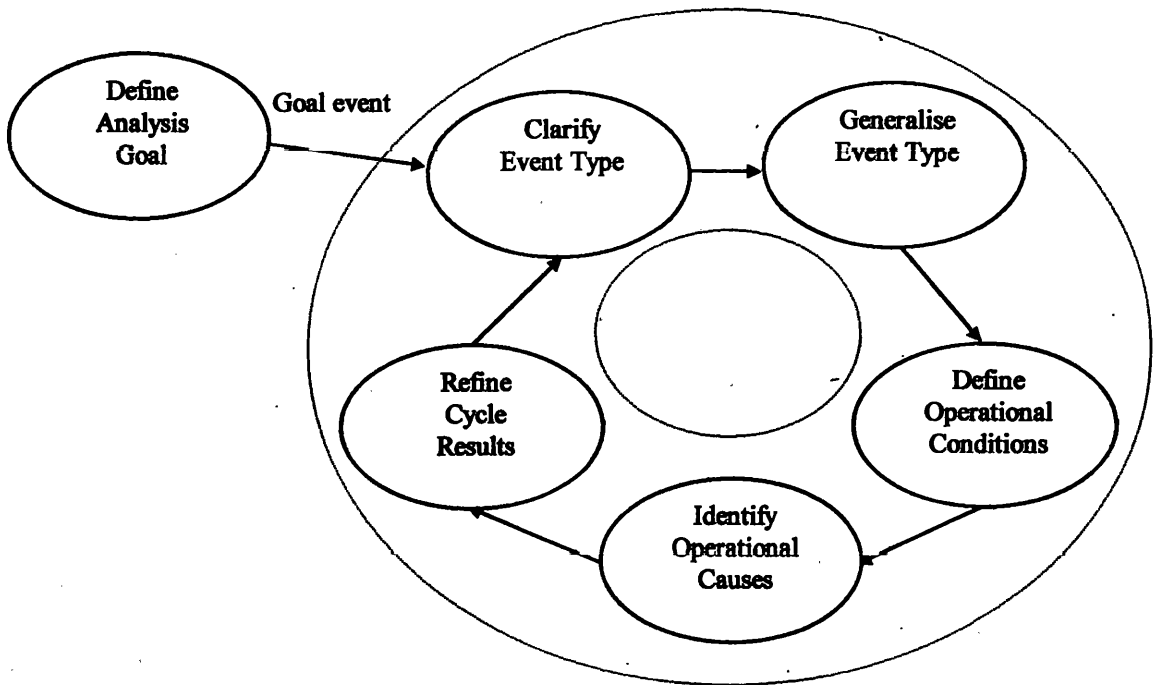 Define
Analysis
Goal
Goal event
Clarify
Event Type
Generalise
Event Type
Define
Operational
Conditions
Identify
Operational
Causes
Refine
Cycle
Results